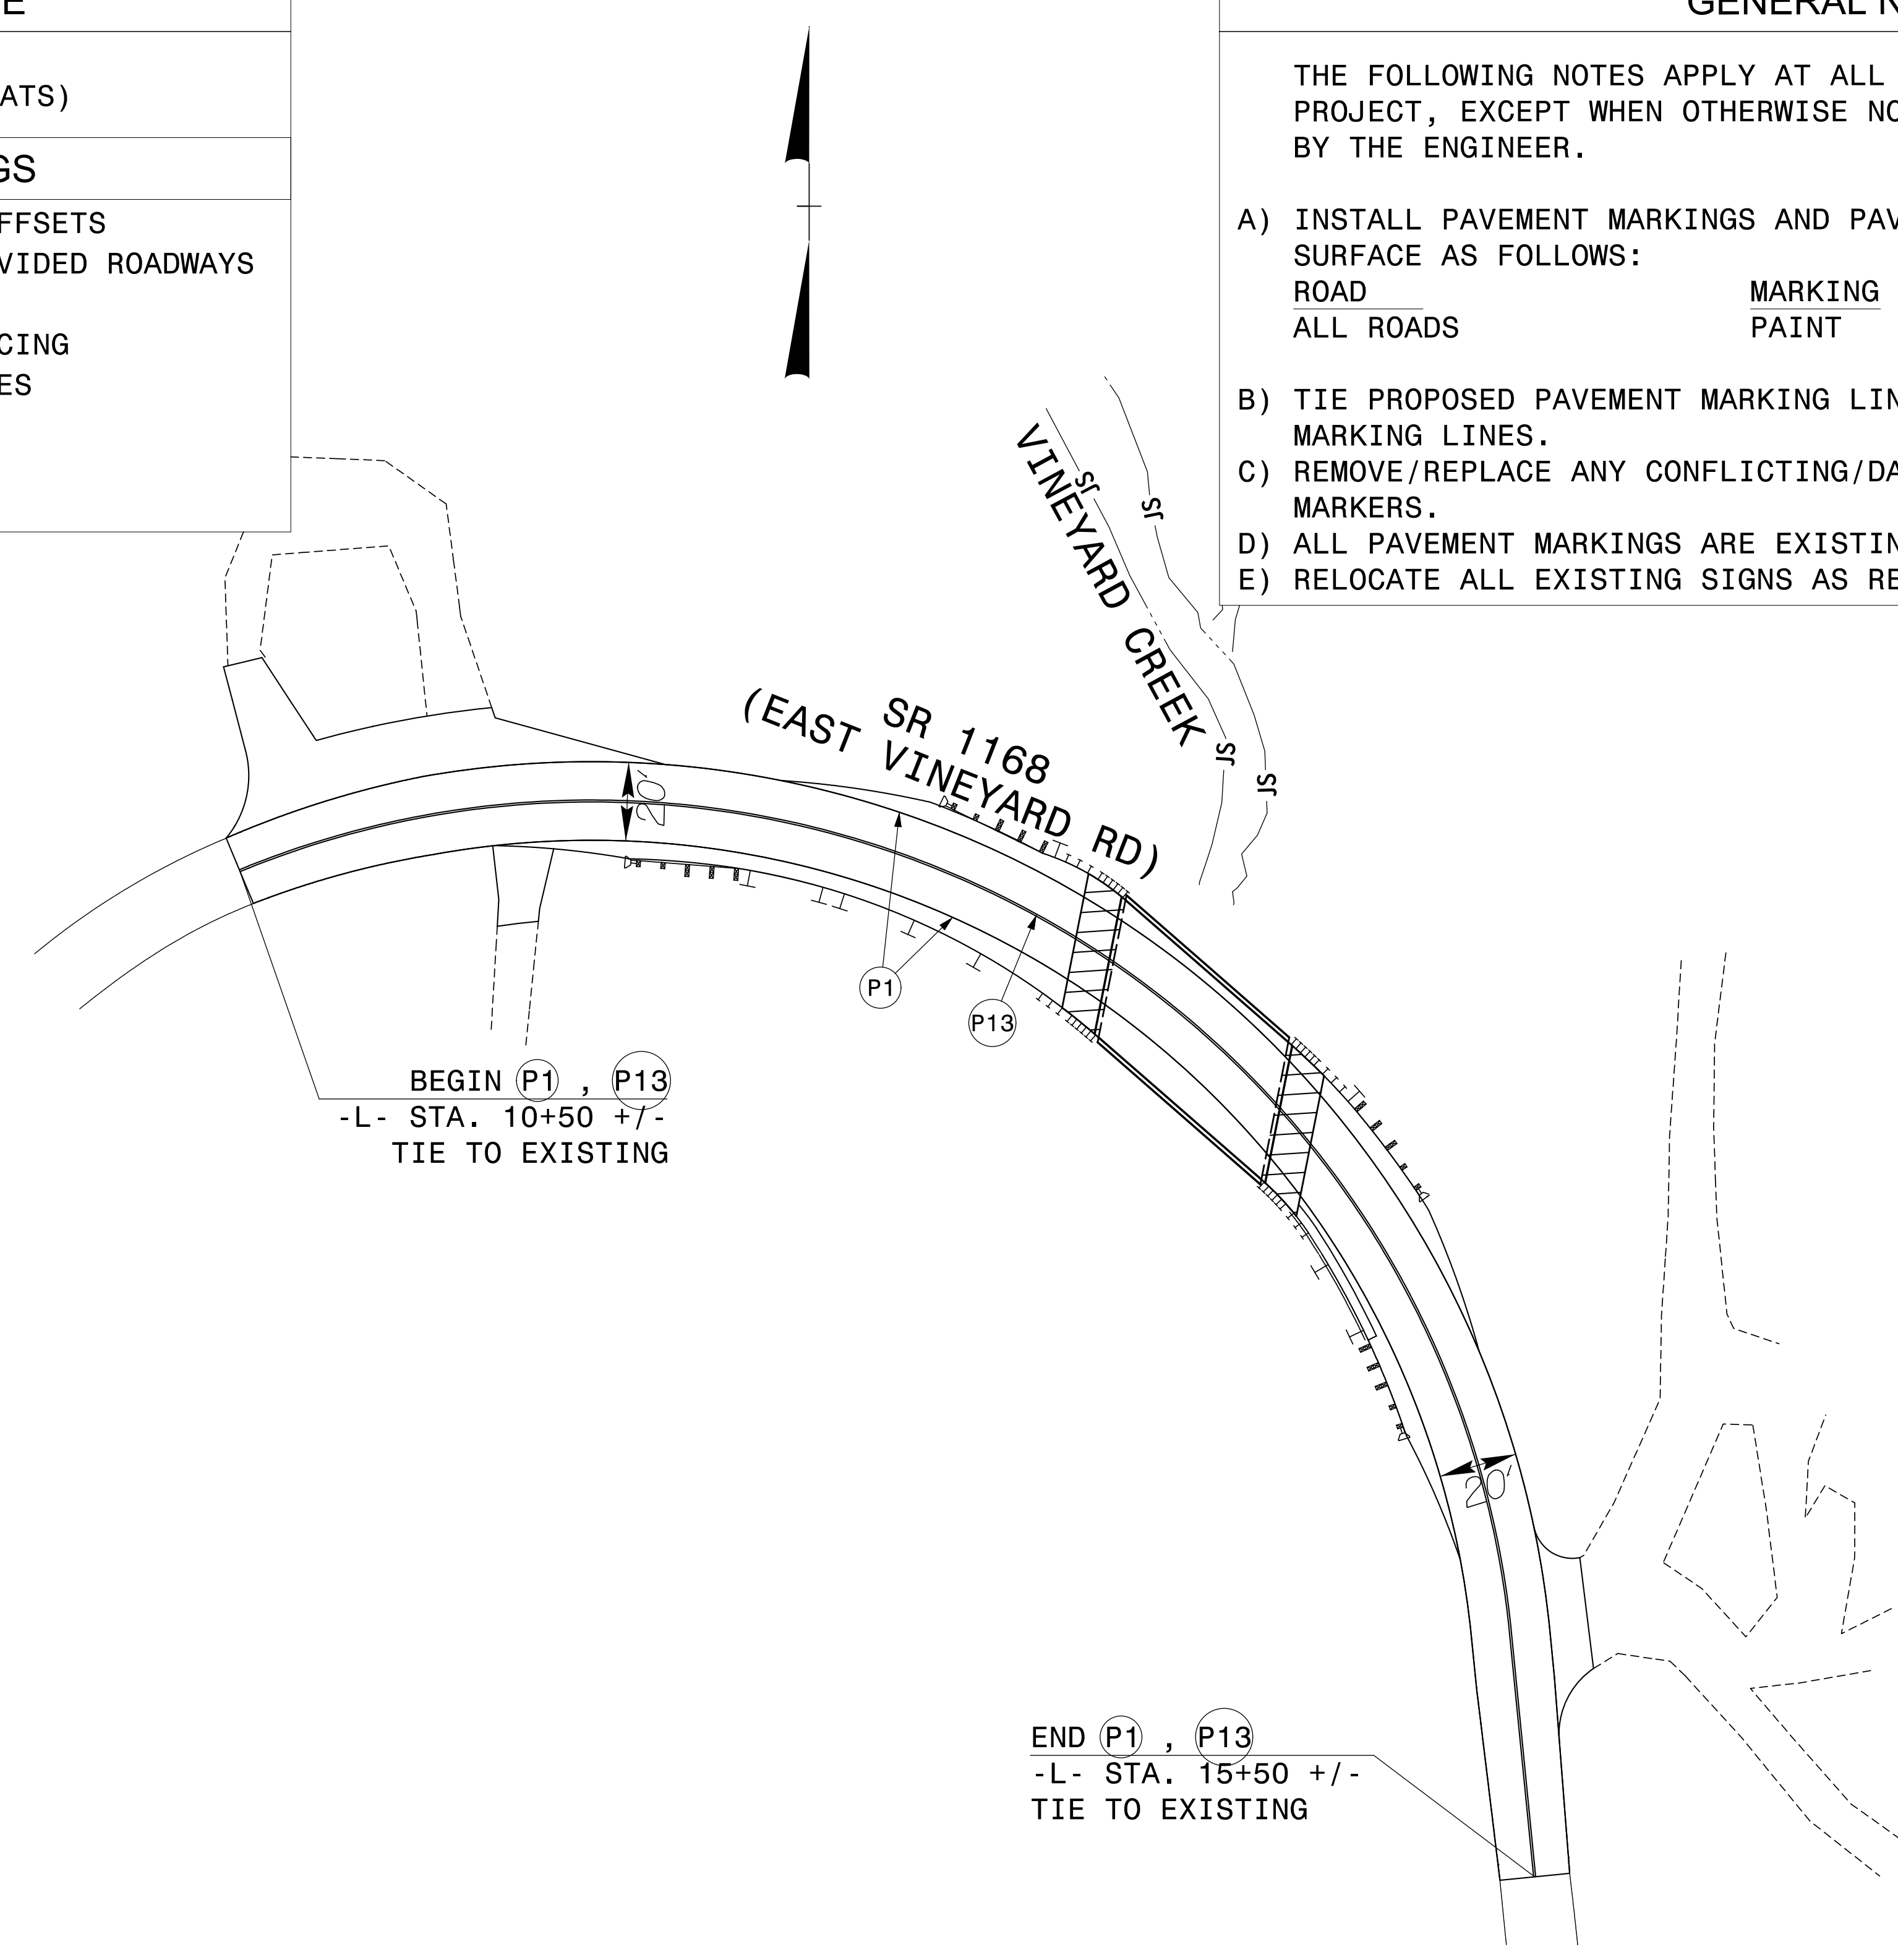 E
ATS)
GS
FFSETS
VIDED ROADWAYS
CING
ES
GENERAL N
THE FOLLOWING NOTES APPLY AT ALL
PROJECT, EXCEPT WHEN OTHERWISE NO
BY THE ENGINEER.
A) INSTALL PAVEMENT MARKINGS AND PAV
SURFACE AS FOLLOWS:
ROAD MARKING
ALL ROADS PAINT
B) TIE PROPOSED PAVEMENT MARKING LIN
MARKING LINES.
C) REMOVE/REPLACE ANY CONFLICTING/DA
MARKERS.
D) ALL PAVEMENT MARKINGS ARE EXISTIN
E) RELOCATE ALL EXISTING SIGNS AS RE
VINEYARD CREEK
JS
JS
JS
JS
SR 1168
(EAST VINEYARD RD)
20'
P1
P13
BEGIN P1 , P13
-L- STA. 10+50 +/-
TIE TO EXISTING
20'
END P1 , P13
-L- STA. 15+50 +/-
TIE TO EXISTING